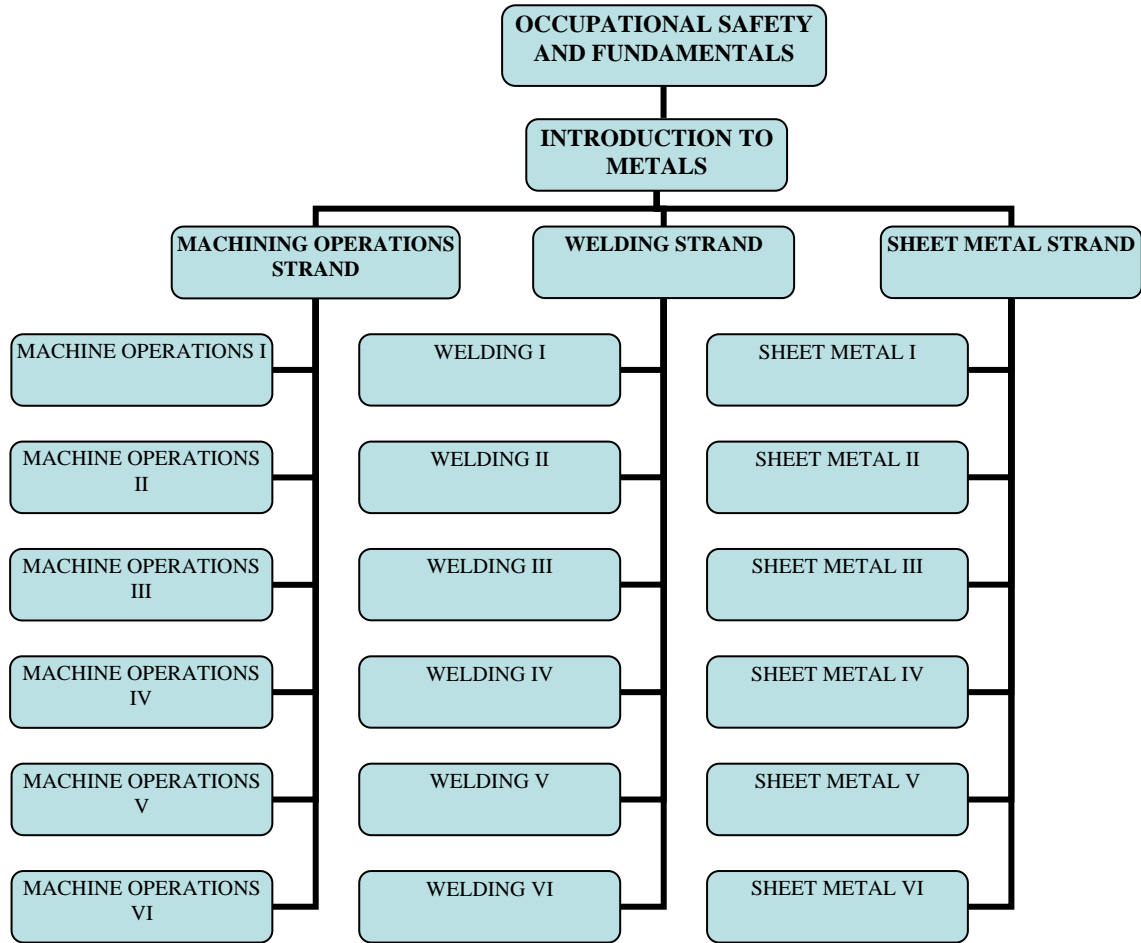 OCCUPATIONAL SAFETY
AND FUNDAMENTALS
INTRODUCTION TO
METALS
MACHINING OPERATIONS
STRAND
WELDING STRAND
SHEET METAL STRAND
MACHINE OPERATIONS I
WELDING I
SHEET METAL I
MACHINE OPERATIONS
II
WELDING II
SHEET METAL II
MACHINE OPERATIONS
III
WELDING III
SHEET METAL III
MACHINE OPERATIONS
IV
WELDING IV
SHEET METAL IV
MACHINE OPERATIONS
V
WELDING V
SHEET METAL V
MACHINE OPERATIONS
VI
WELDING VI
SHEET METAL VI